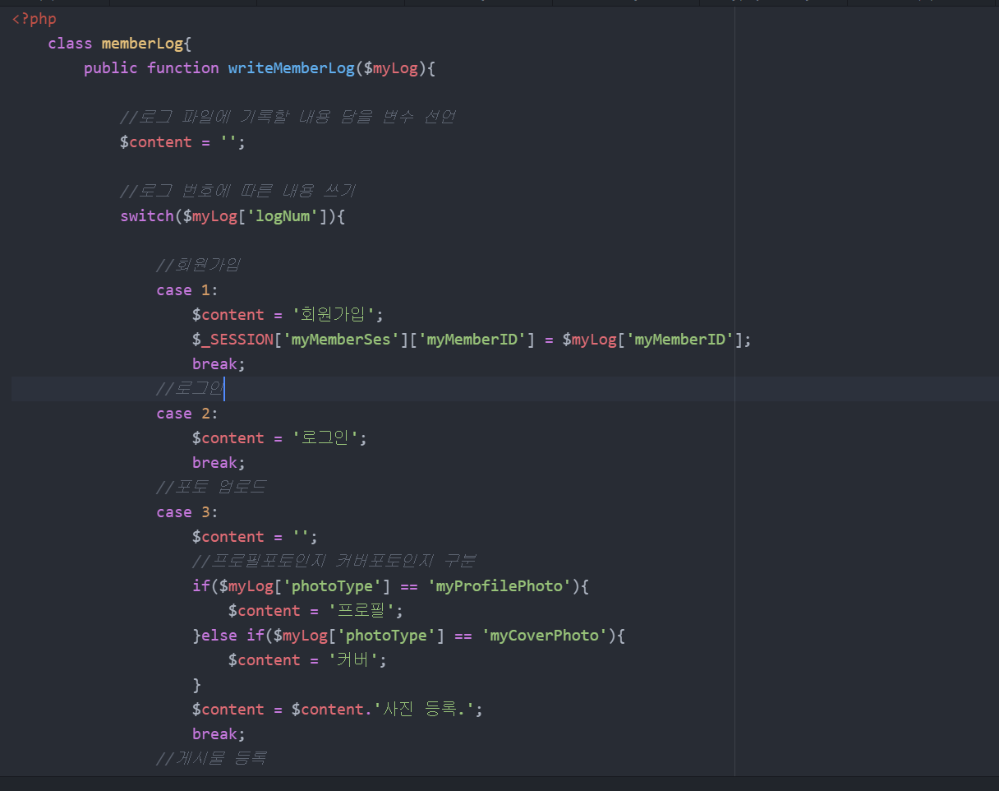 <?php
class memberLog{
public function writeMemberLog($myLog){
//로그 파일에 기록할 내용 담을 변수 선언
$content = '';
//로그 번호에 따른 내용 쓰기
switch($myLog['logNum']){
//회원가입
case 1:
$content = '회원가입';
$_SESSION['myMemberSes']['myMemberID'] = $myLog['myMemberID'];
break;
//로그인
case 2:
$content = '로그인';
break;
//포토 업로드
case 3:
$content = '';
//프로필포토인지 커버포토인지 구분
if($myLog['photoType'] == 'myProfilePhoto'){
$content = '프로필';
}else if($myLog['photoType'] == 'myCoverPhoto'){
$content = '커버';
}
$content = $content.'사진 등록.';
break;
//게시물 등록